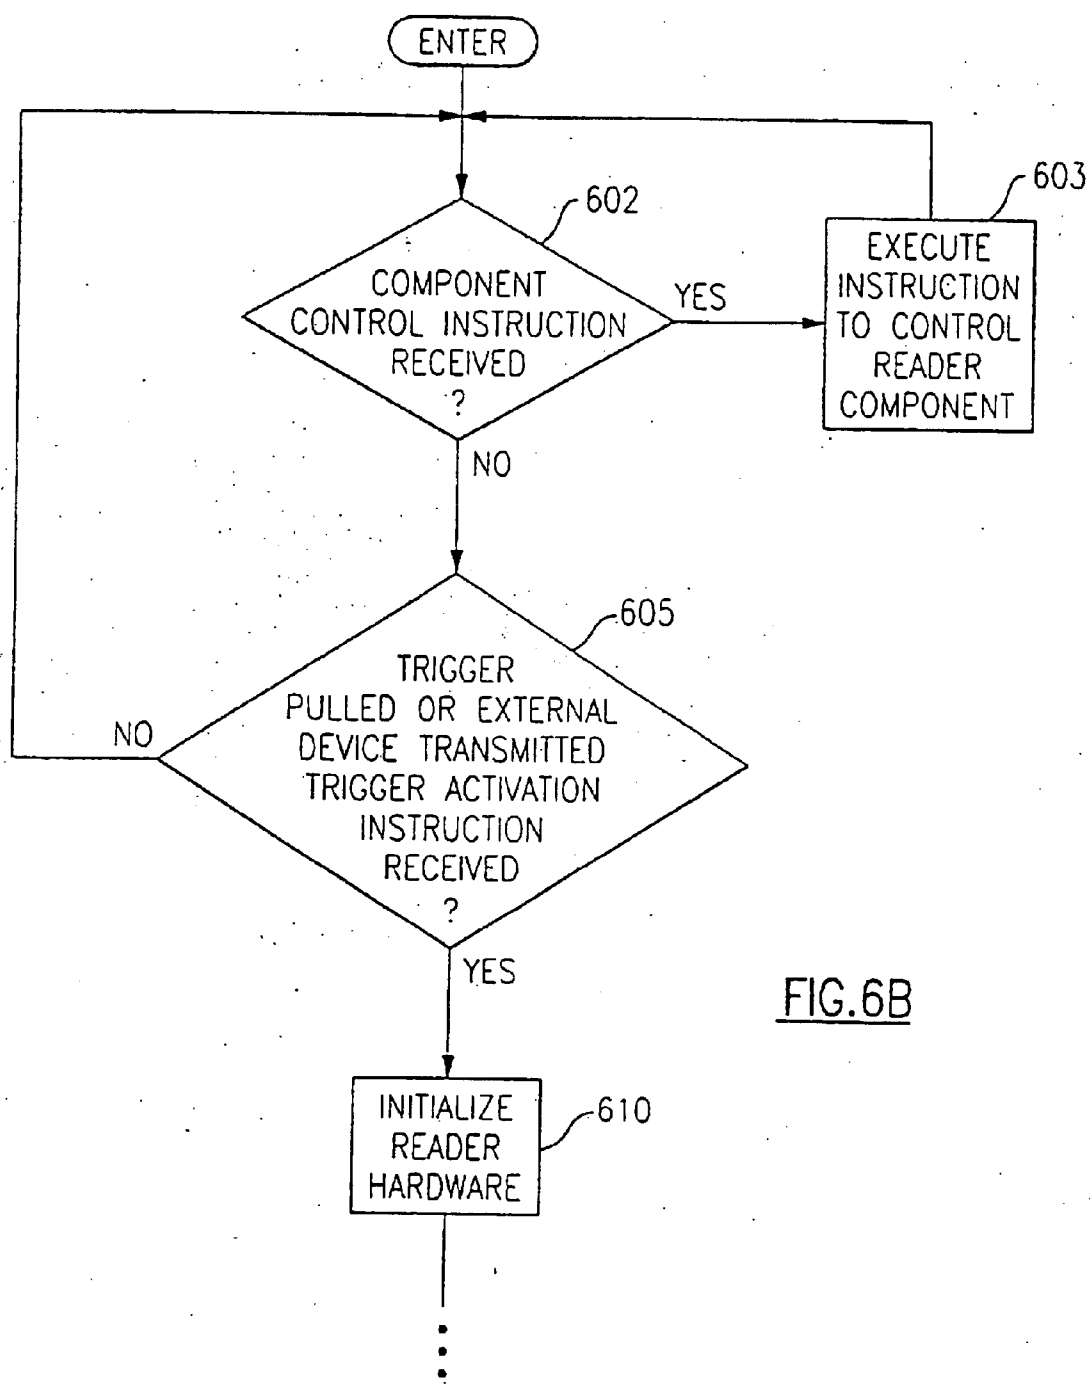 ENTER
602
COMPONENT
CONTROL INSTRUCTION
RECEIVED
?
YES
603
EXECUTE
INSTRUCTION
TO CONTROL
READER
COMPONENT
NO
605
TRIGGER
PULLED OR EXTERNAL
DEVICE TRANSMITTED
TRIGGER ACTIVATION
INSTRUCTION
RECEIVED
?
NO
YES
FIG.6B
610
INITIALIZE
READER
HARDWARE